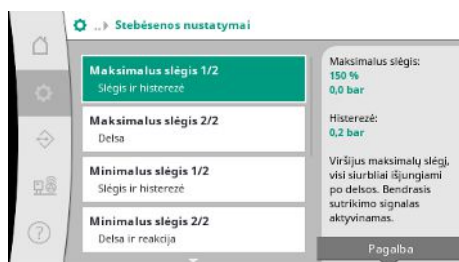 ..▸ Stebėsenos nustatymai
Maksimalus slėgis 1/2
Slėgis ir histerezė
Maksimalus slėgis 2/2
Delsa
Minimalus slėgis 1/2
Slėgis ir histerezė
Minimalus slėgis 2/2
Delsa ir reakcija
Maksimalus slėgis:
150 %
0,0 bar
Histerezė:
0,2 bar
Viršijus maksimalų slėgį,
visi siurbliai išjungiami
po delsos. Bendrasis
sutrikimo signalas
aktyvinamas.
Pagalba